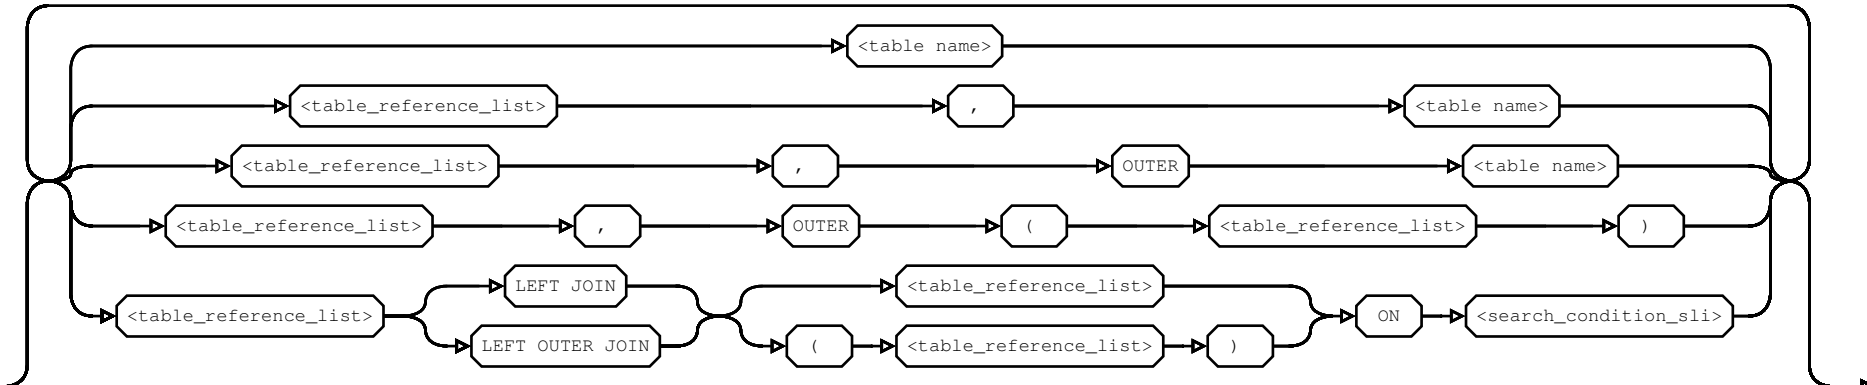 <table name>
<table_reference_list> , <table name>
<table_reference_list> , OUTER <table name>
<table_reference_list> , OUTER ( <table_reference_list> )
LEFT JOIN <table_reference_list>
<table_reference_list> ON <search_condition_sli>
LEFT OUTER JOIN ( <table_reference_list> )